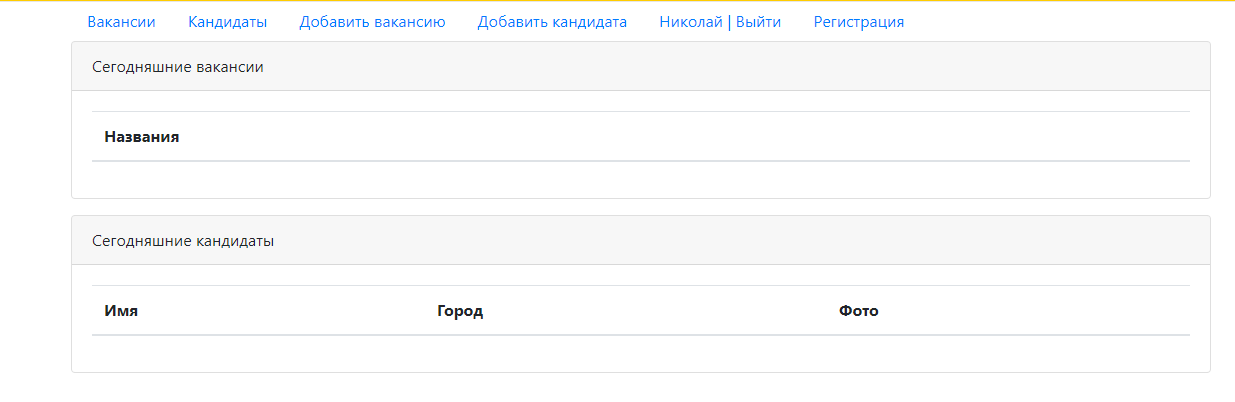 Вакансии Кандидаты Добавить вакансию Добавить кандидата Николай | Выйти Регистрация
Сегодняшние вакансии
Названия
Сегодняшние кандидаты
Имя Город Фото